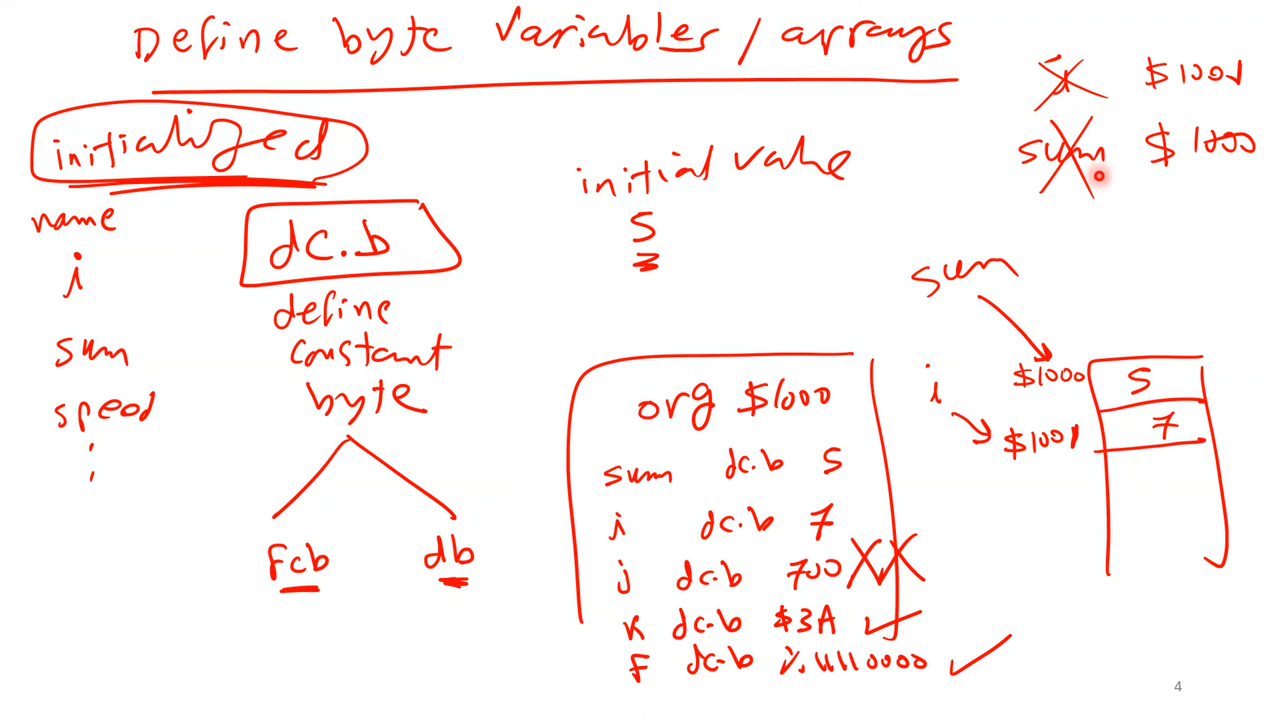 Define byte variables / arrays
initialized
name
i
sum
speed
dc.b
define
constant
byte
fcb
db
initial value
5
org $1000
sum dc.b 5
i dc.b 7
j dc.b 700
K dc.b $3A
F dc.b %11110000
i $1001
sum $1000
sum
$1000 5
i $1001 7
4